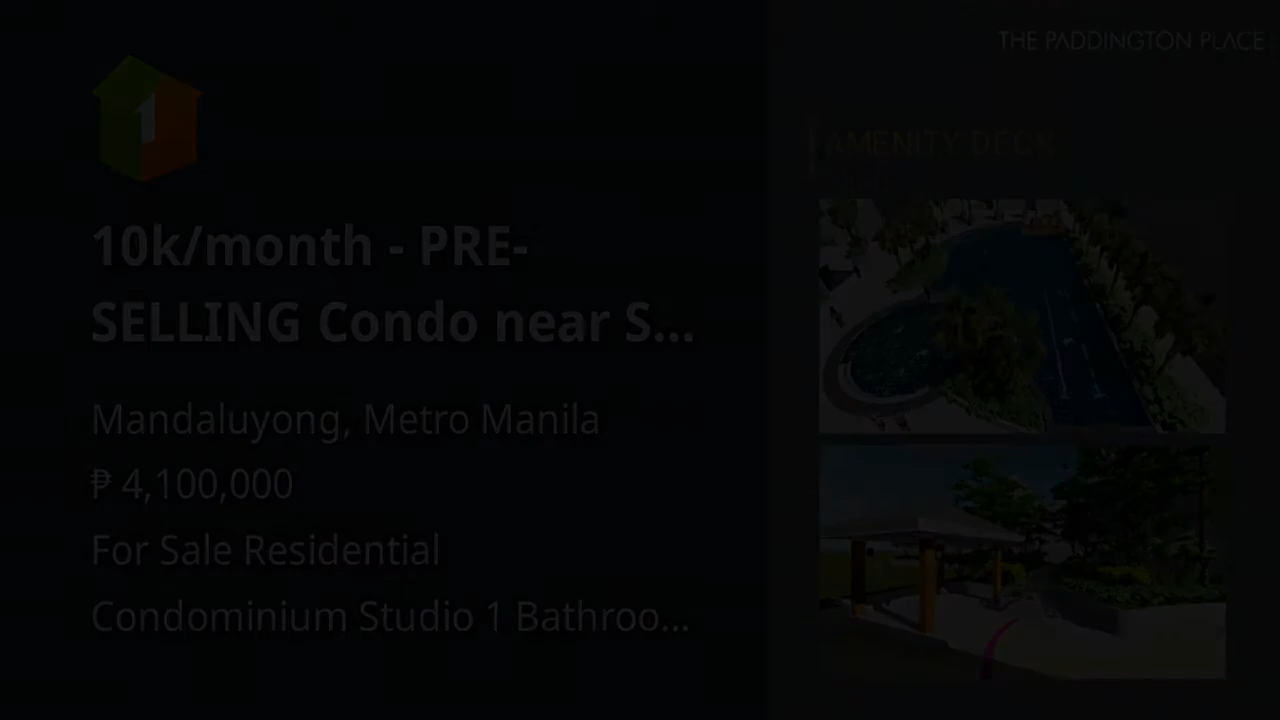 THE PADDINGTON PLACE
AMENITY DECK
10k/month - PRE-
SELLING Condo near S...
Mandaluyong, Metro Manila
₱ 4,100,000
For Sale Residential
Condominium Studio 1 Bathroo...